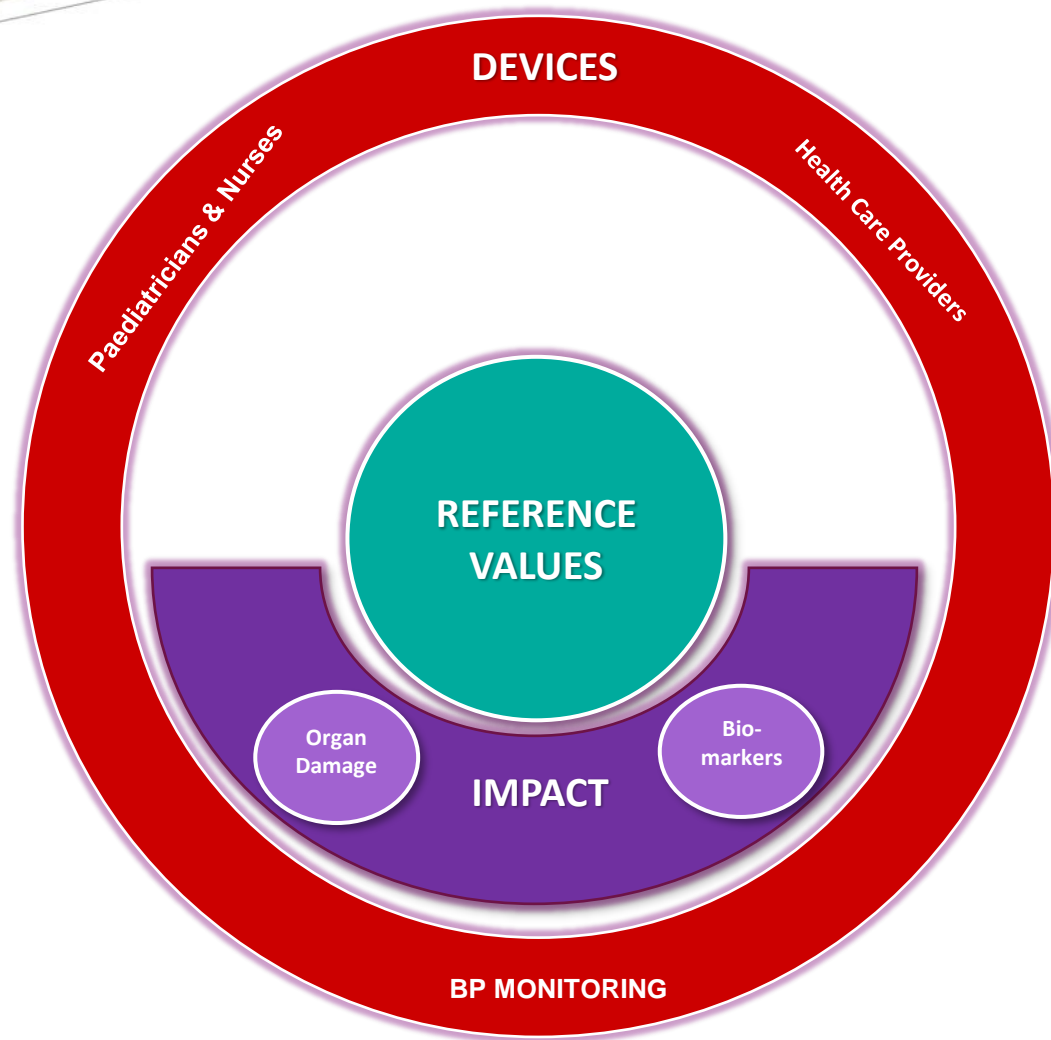 DEVICES
Paediatricians & Nurses
Health Care Providers
REFERENCE
VALUES
Organ
Damage
Bio-
markers
IMPACT
BP MONITORING